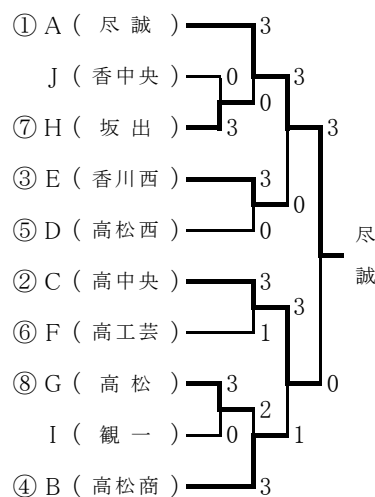 ① A ( 尽 誠 ) 3
J ( 香中央 ) 0 3
0
⑦ H ( 坂 出 ) 3 3
③ E ( 香川西 ) 3
0
⑤ D ( 高松西 ) 0
尽
誠
② C ( 高中央 ) 3
3
⑥ F ( 高工芸 ) 1
⑧ G ( 高 松 ) 3 0
2
I ( 観 一 ) 0 1
④ B ( 高松商 ) 3